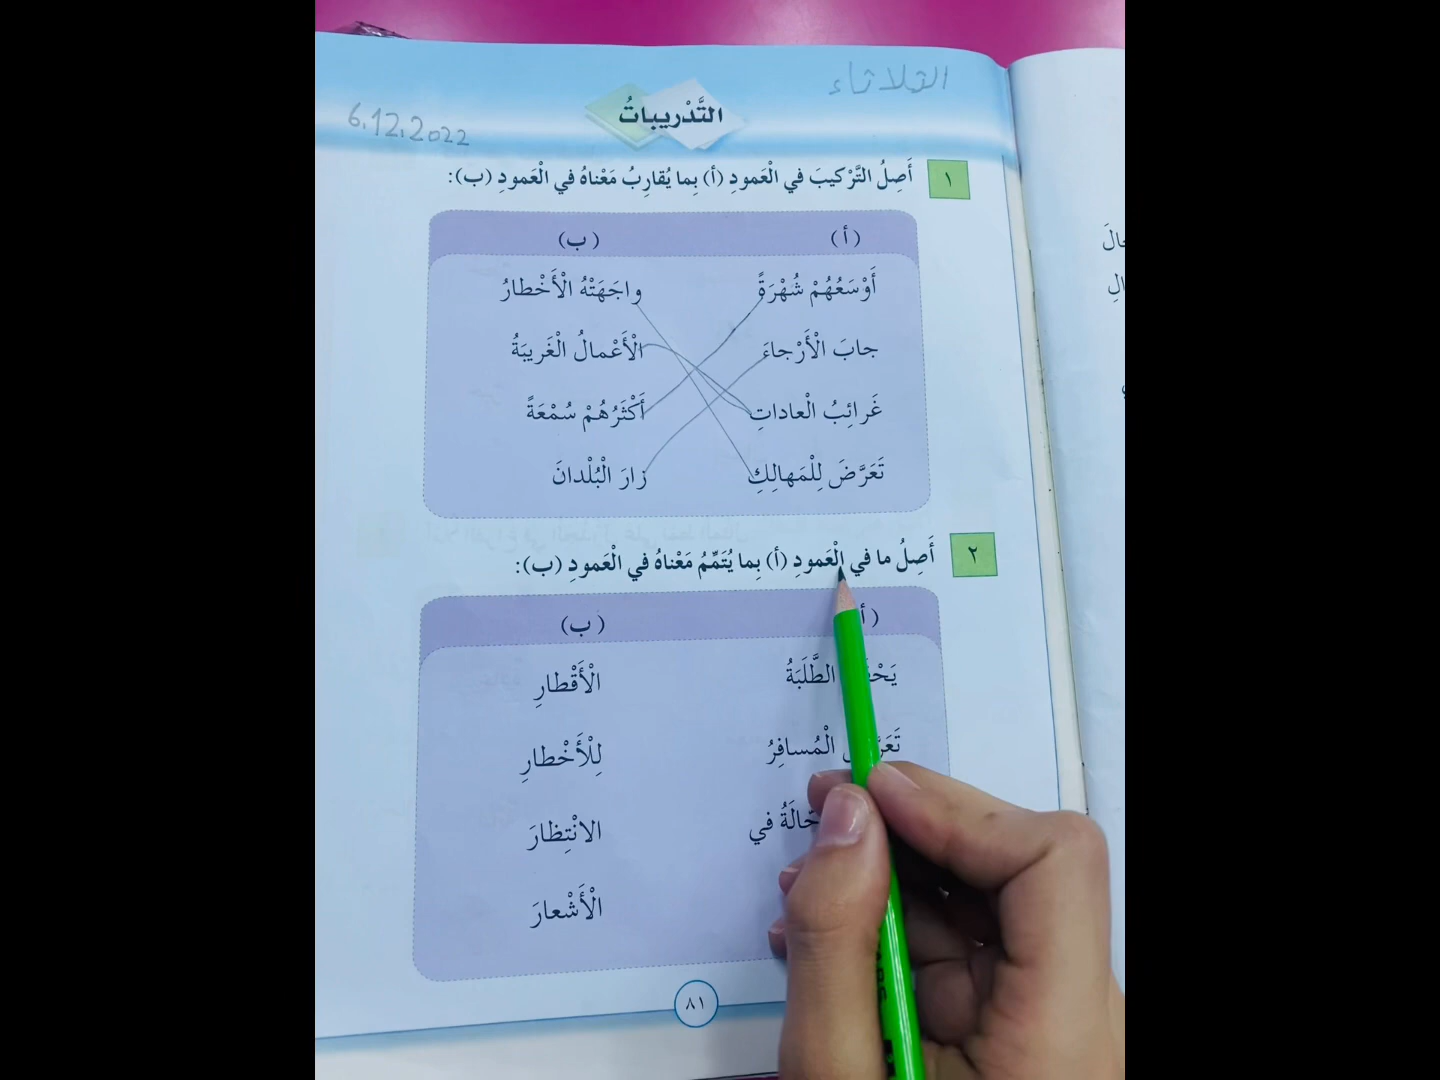 الثلاثاء
6.12.2022
التَّدْريباتُ
١ أَصِلُ التَّرْكيبَ في الْعَمودِ (أ) بِما يُقارِبُ مَعْناهُ في الْعَمودِ (ب):
(أ) (ب)
أَوْسَعُهُمْ شُهْرَةً واجَهَتْهُ الْأَخْطارُ
جابَ الْأَرْجاءَ الْأَعْمالُ الْغَريبَةُ
غَرائِبُ الْعاداتِ أَكْثَرُهُمْ سُمْعَةً
تَعَرَّضَ لِلْمَهالِكِ زارَ الْبُلْدانَ
٢ أَصِلُ ما في الْعَمودِ (أ) بِما يُتَمِّمُ مَعْناهُ في الْعَمودِ (ب):
(أ) (ب)
الطَّلَبَةُ الْأَقْطارِ
الْمُسافِرُ لِلْأَخْطارِ
في الانْتِظارَ
الْأَشْعارَ
٨١